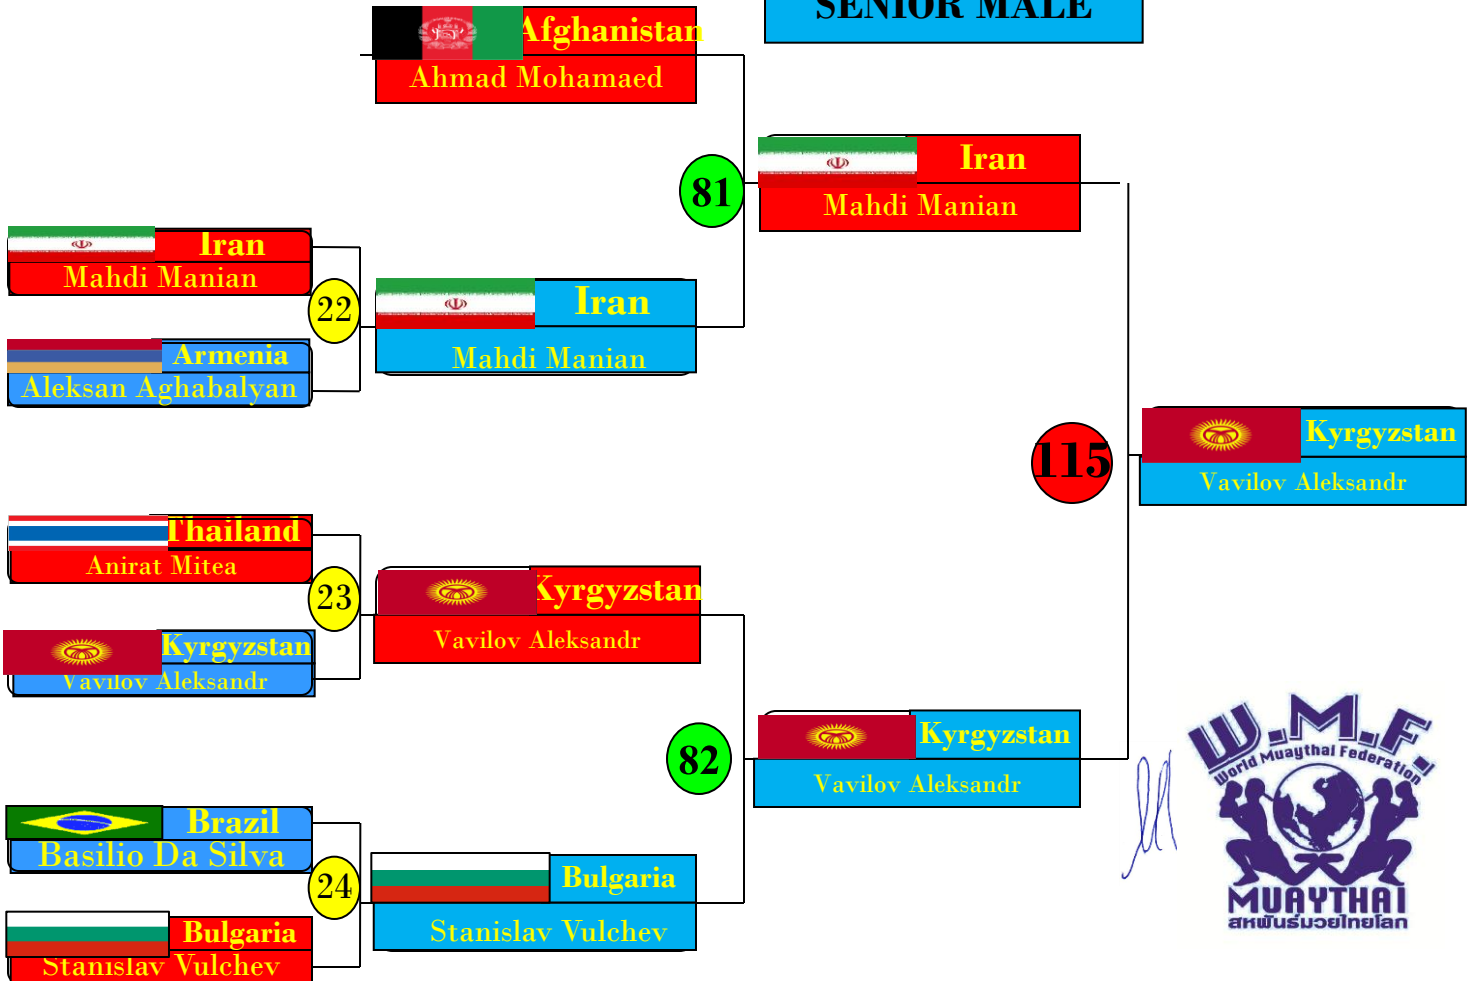 SENIOR MALE
Afghanistan
Ahmad Mohamaed
81
Iran
Mahdi Manian
Iran
Mahdi Manian
22
Iran
Mahdi Manian
Armenia
Aleksan Aghabalyan
115
Kyrgyzstan
Vavilov Aleksandr
Thailand
Anirat Mitea
23
Kyrgyzstan
Vavilov Aleksandr
Kyrgyzstan
Vavilov Aleksandr
82
Kyrgyzstan
Vavilov Aleksandr
Brazil
Basilio Da Silva
24
Bulgaria
Stanislav Vulchev
Bulgaria
Stanislav Vulchev
W.M.F.
World Muaythai Federation
MUAYTHAI
สหพันธ์มวยไทยโลก